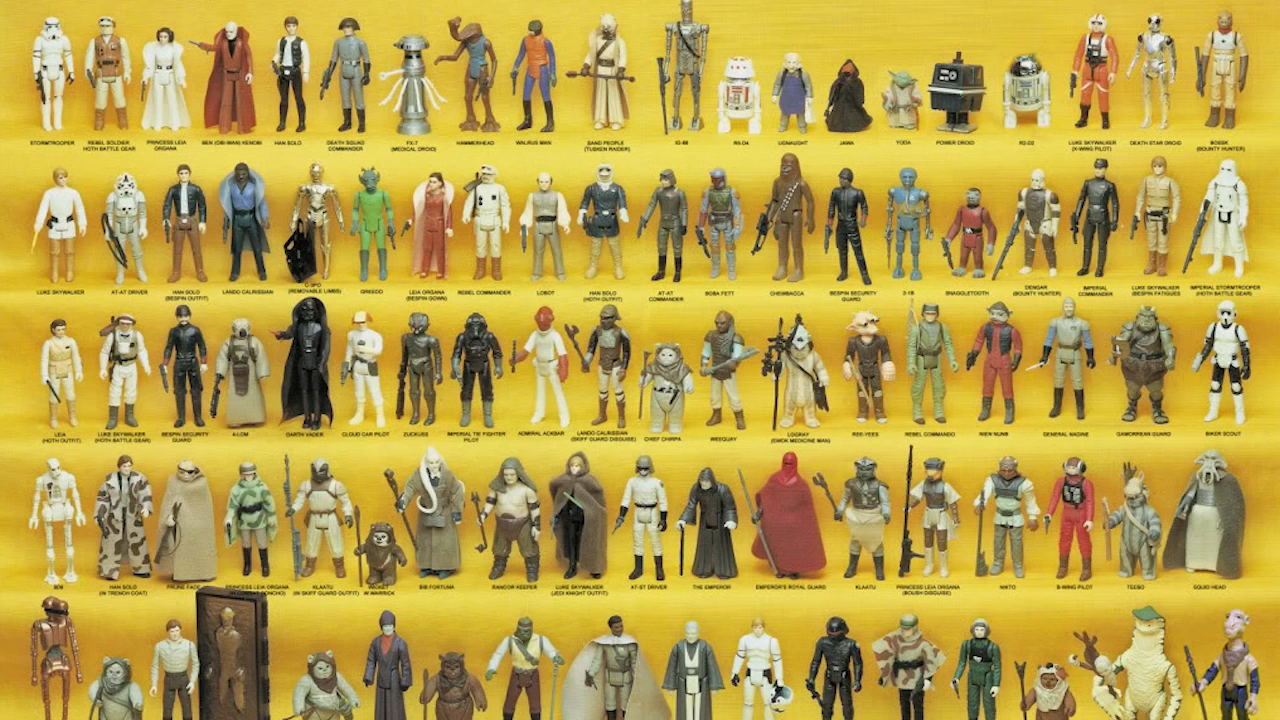 STORMTROOPER
REBEL SOLDIER
HOTH BATTLE GEAR
PRINCESS LEIA
ORGANA
BEN (OBI-WAN) KENOBI
HAN SOLO
DEATH SQUAD
COMMANDER
FX-7
(MEDICAL DROID)
HAMMERHEAD
WALRUS MAN
SAND PEOPLE
(TUSKEN RAIDER)
IG-88
R5-D4
UGNAUGHT
JAWA
YODA
POWER DROID
R2-D2
LUKE SKYWALKER
(X-WING PILOT)
DEATH STAR DROID
BOSSK
(BOUNTY HUNTER)
LUKE SKYWALKER
AT-AT DRIVER
HAN SOLO
(BESPIN OUTFIT)
LANDO CALRISSIAN
C-3PO
(REMOVABLE LIMBS)
GREEDO
LEIA ORGANA
(BESPIN GOWN)
REBEL COMMANDER
LOBOT
HAN SOLO
(HOTH OUTFIT)
AT-AT
COMMANDER
BOBA FETT
CHEWBACCA
BESPIN SECURITY
GUARD
2-1B
SNAGGLETOOTH
DENGAR
(BOUNTY HUNTER)
IMPERIAL
COMMANDER
LUKE SKYWALKER
(BESPIN FATIGUES)
IMPERIAL STORMTROOPER
(HOTH BATTLE GEAR)
LEIA
(HOTH OUTFIT)
LUKE SKYWALKER
(HOTH BATTLE GEAR)
BESPIN SECURITY
GUARD
4-LOM
DARTH VADER
CLOUD CAR PILOT
ZUCKUSS
IMPERIAL TIE FIGHTER
PILOT
ADMIRAL ACKBAR
LANDO CALRISSIAN
(SKIFF GUARD DISGUISE)
CHIEF CHIRPA
WEEQUAY
LOGRAY
(EWOK MEDICINE MAN)
REE-YEES
REBEL COMMANDO
NIEN NUNB
GENERAL MADINE
GAMORREAN GUARD
BIKER SCOUT
8D8
HAN SOLO
(IN TRENCH COAT)
PRUNE FACE
PRINCESS LEIA ORGANA
KLAATU
(IN SKIFF GUARD OUTFIT)
W WARRICK
BIB FORTUNA
RANCOR KEEPER
LUKE SKYWALKER
(JEDI KNIGHT OUTFIT)
AT-ST DRIVER
THE EMPEROR
EMPEROR'S ROYAL GUARD
KLAATU
PRINCESS LEIA ORGANA
(BOUSH DISGUISE)
NIKTO
B-WING PILOT
TEEBO
SQUID HEAD